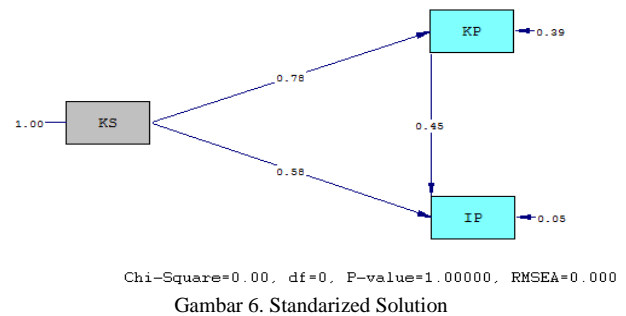 KP
0.39
0.78
1.00
KS
0.45
0.58
IP
0.05
Chi-Square=0.00, df=0, P-value=1.00000, RMSEA=0.000
Gambar 6. Standarized Solution